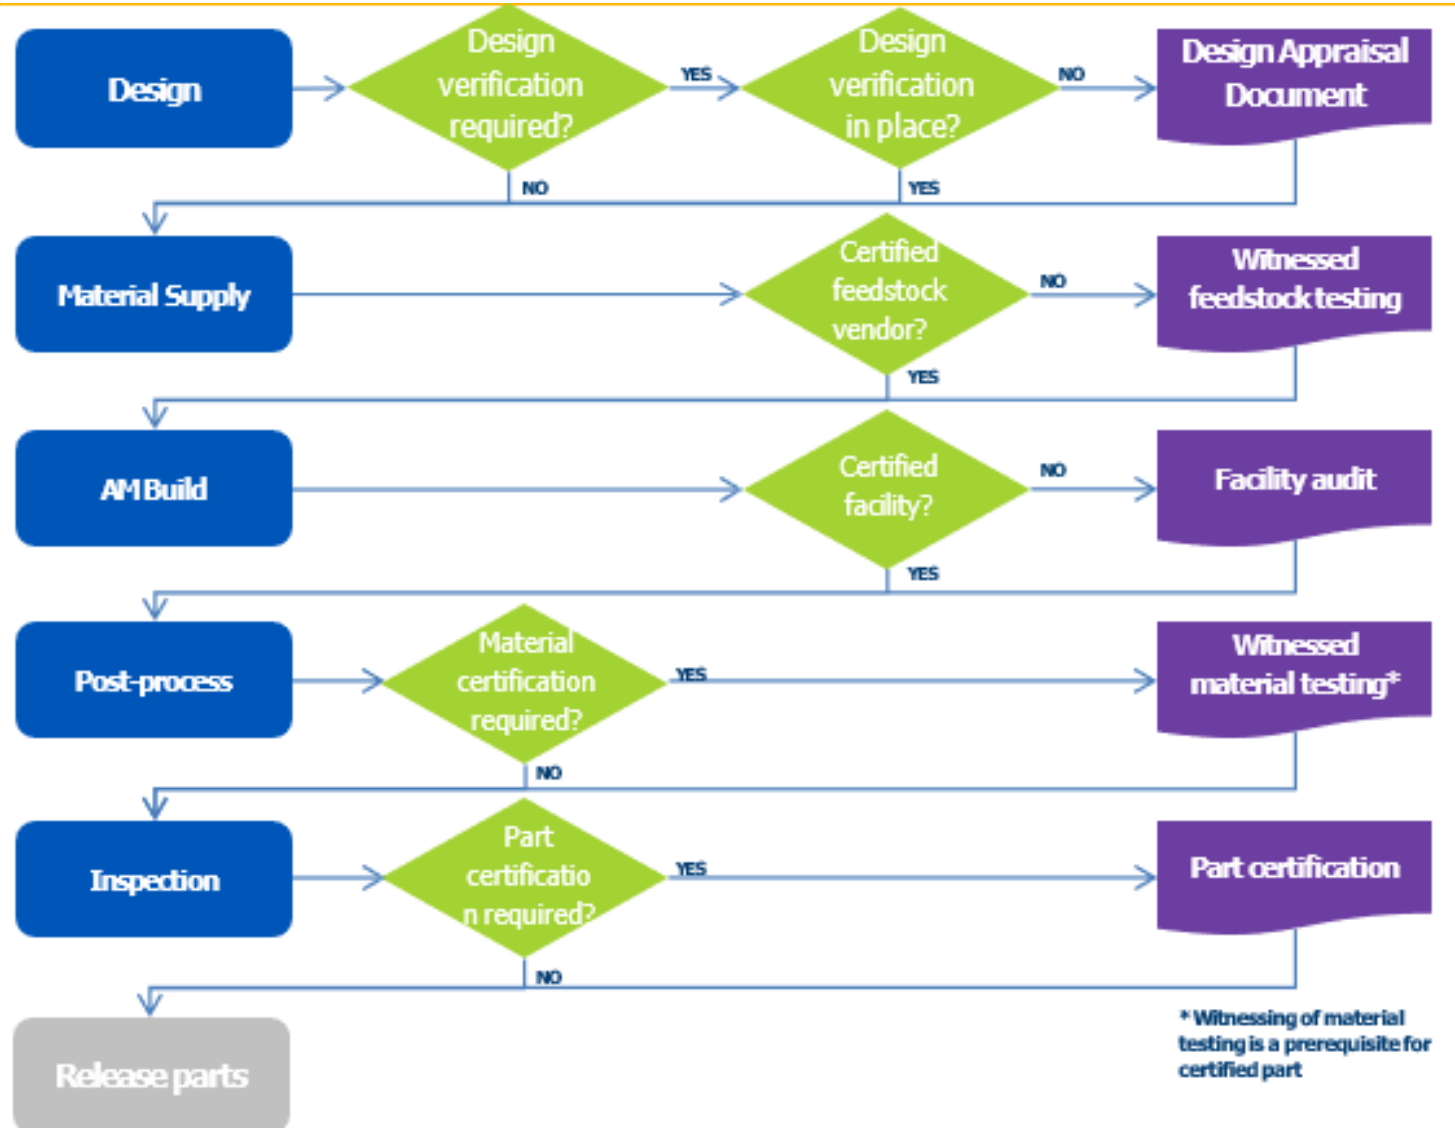 Design
Design
verification
required?
YES
Design
verification
in place?
NO
Design Appraisal
Document
NO
YES
Material Supply
Certified
feedstock
vendor?
NO
Witnessed
feedstock testing
YES
AM Build
Certified
facility?
NO
Facility audit
YES
Post-process
Material
certification
required?
YES
Witnessed
material testing*
NO
Inspection
Part
certificatio
n required?
YES
Part certification
NO
Release parts
* Witnessing of material
testing is a prerequisite for
certified part